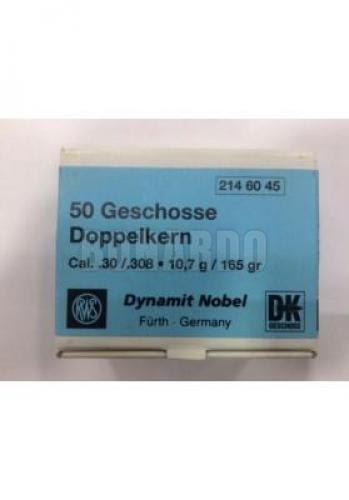 214 60 45
50 Geschosse
Doppelkern
Cal. .30 /.308 • 10,7 g / 165 gr
RWS
Dynamit Nobel
Fürth - Germany
DK
GESCHOSS